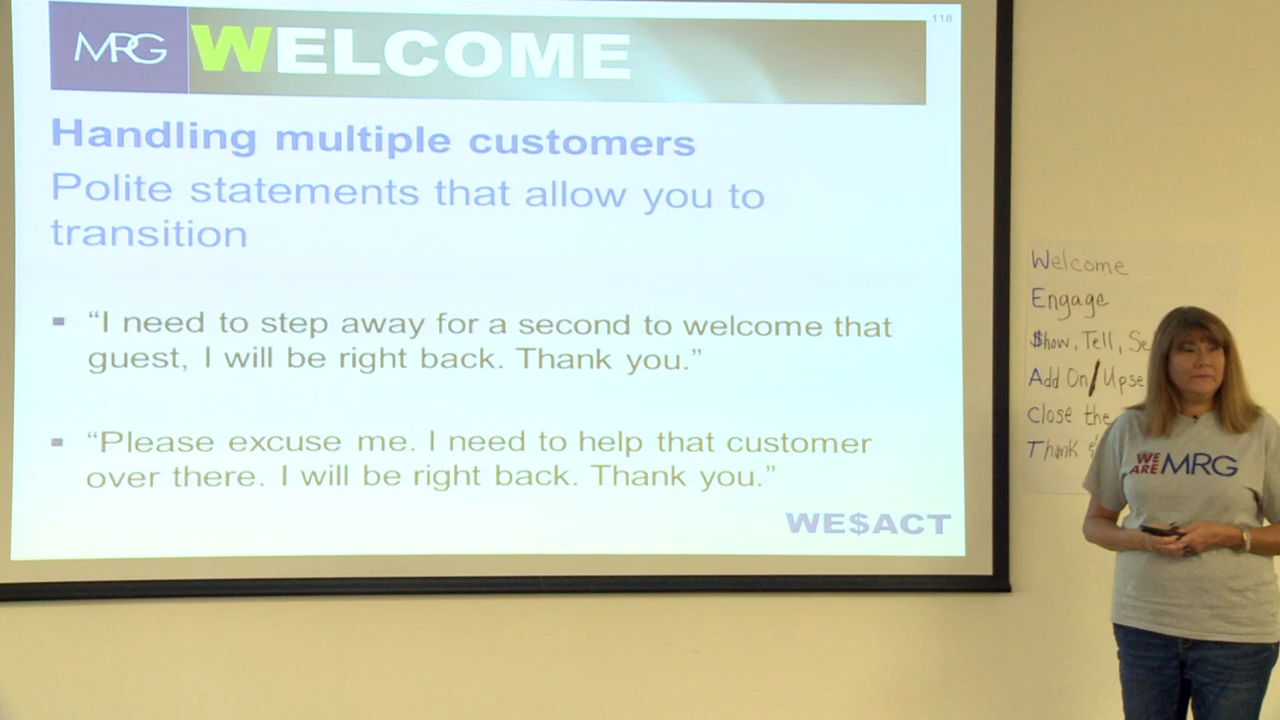 118
MRG
WELCOME
Handling multiple customers
Polite statements that allow you to
transition
▪ “I need to step away for a second to welcome that
guest, I will be right back. Thank you.”
▪ “Please excuse me. I need to help that customer
over there. I will be right back. Thank you.”
WE$ACT
Welcome
Engage
$how, Tell,
Add On/
Close the
Thank
WE
ARE MRG